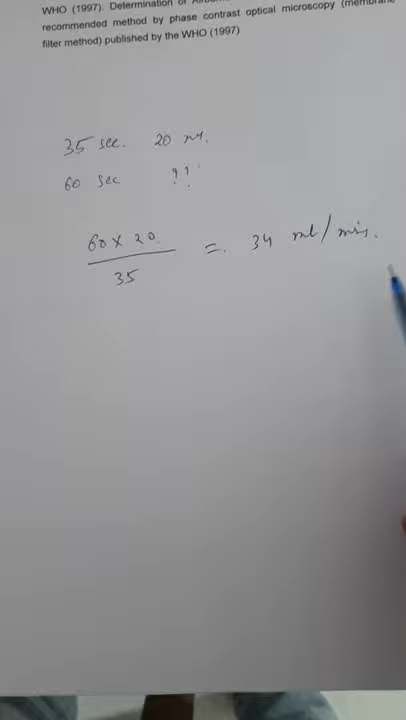 WHO (1997). Determination of
recommended method by phase contrast optical microscopy (membrane
filter method) published by the WHO (1997)
35 sec. 20 ml.
60 sec ??
60 x 20
35
= 34 ml/min.